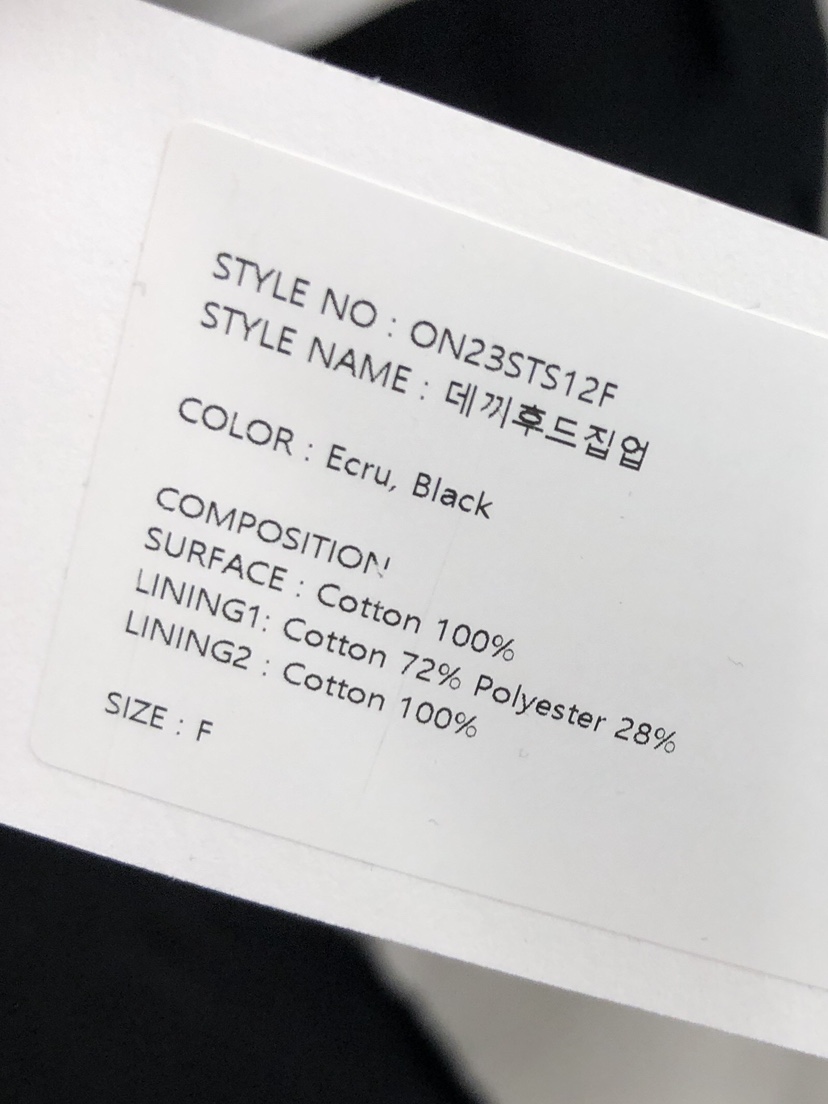 STYLE NO : ON23STS12F
STYLE NAME : 데끼후드집업
COLOR : Ecru, Black
COMPOSITION
SURFACE : Cotton 100%
LINING1: Cotton 72% Polyester 28%
LINING2 : Cotton 100%
SIZE : F